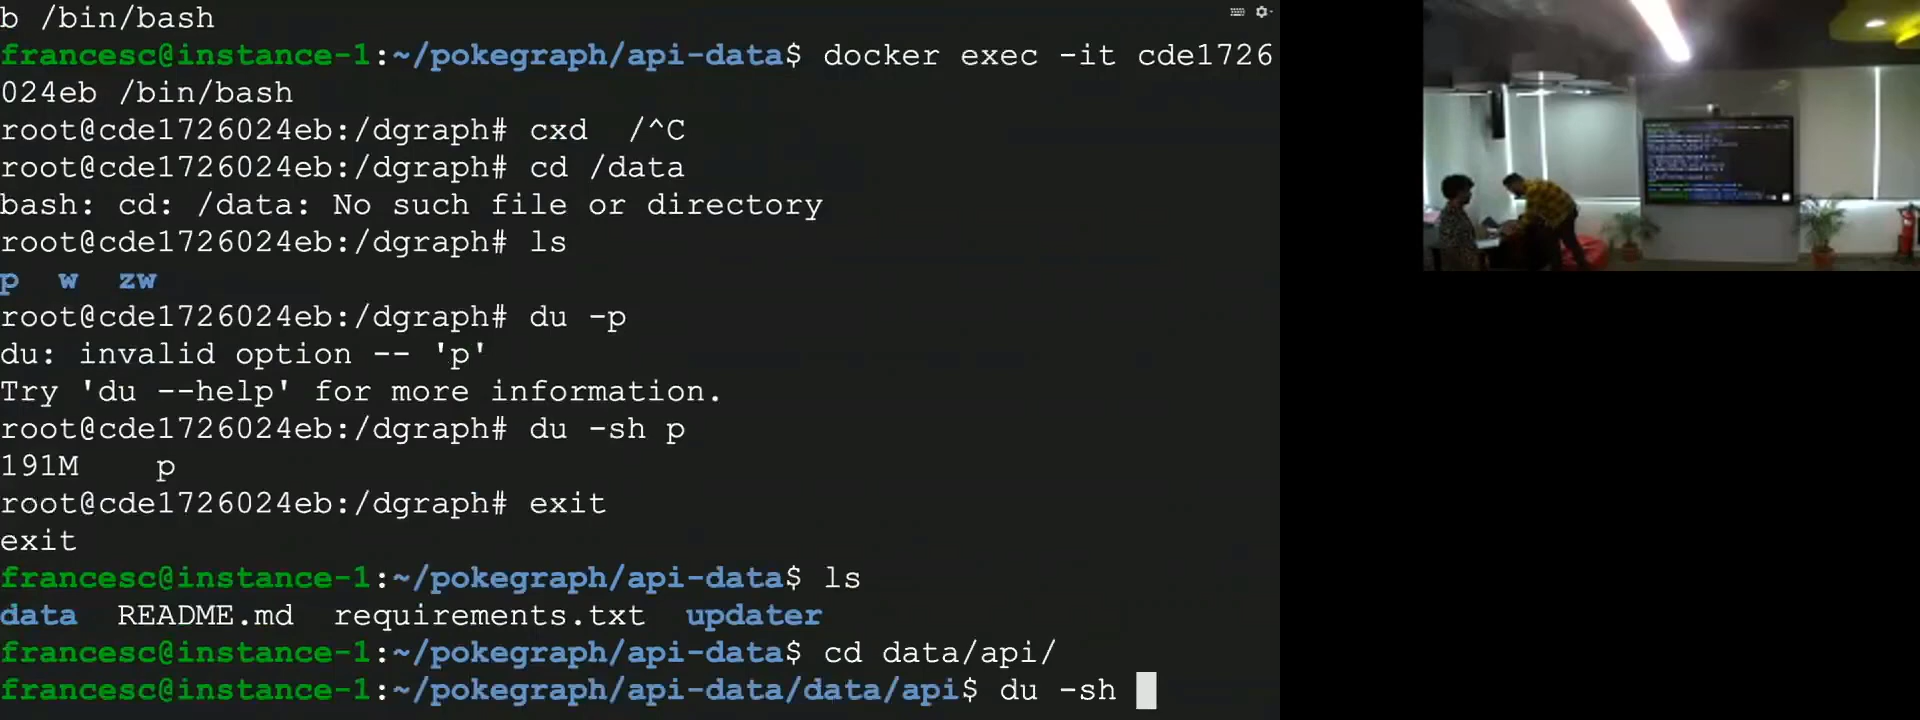 b /bin/bash
francesc@instance-1:~/pokegraph/api-data$ docker exec -it cde1726
024eb /bin/bash
root@cde1726024eb:/dgraph# cxd  /^C
root@cde1726024eb:/dgraph# cd /data
bash: cd: /data: No such file or directory
root@cde1726024eb:/dgraph# ls
p  w  zw
root@cde1726024eb:/dgraph# du -p
du: invalid option -- 'p'
Try 'du --help' for more information.
root@cde1726024eb:/dgraph# du -sh p
191M    p
root@cde1726024eb:/dgraph# exit
exit
francesc@instance-1:~/pokegraph/api-data$ ls
data  README.md  requirements.txt  updater
francesc@instance-1:~/pokegraph/api-data$ cd data/api/
francesc@instance-1:~/pokegraph/api-data/data/api$ du -sh